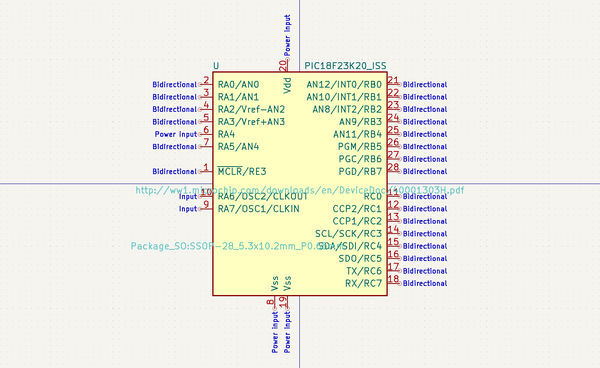 Power Input
20
U
PIC18F23K20_ISS
Vdd
Bidirectional 2 RA0/AN0 AN12/INT0/RB0 21 Bidirectional
Bidirectional 3 RA1/AN1 AN10/INT1/RB1 22 Bidirectional
Bidirectional 4 RA2/Vref-AN2 AN8/INT2/RB2 23 Bidirectional
Bidirectional 5 RA3/Vref+AN3 AN9/RB3 24 Bidirectional
Power Input 6 RA4 AN11/RB4 25 Bidirectional
Bidirectional 7 RA5/AN4 PGM/RB5 26 Bidirectional
PGC/RB6 27 Bidirectional
Bidirectional 1 MCLR/RE3 PGD/RB7 28 Bidirectional
http://ww1.microchip.com/downloads/en/DeviceDoc/40001303H.pdf
Input 10 RA6/OSC2/CLKOUT RC0 11 Bidirectional
Input 9 RA7/OSC1/CLKIN CCP2/RC1 12 Bidirectional
CCP1/RC2 13 Bidirectional
SCL/SCK/RC3 14 Bidirectional
Package_SO:SSOP-28_5.3x10.2mm
SDA/SDI/RC4 15 Bidirectional
SDO/RC5 16 Bidirectional
TX/RC6 17 Bidirectional
RX/RC7 18 Bidirectional
Vss Vss
8 19
Power Input Power Input